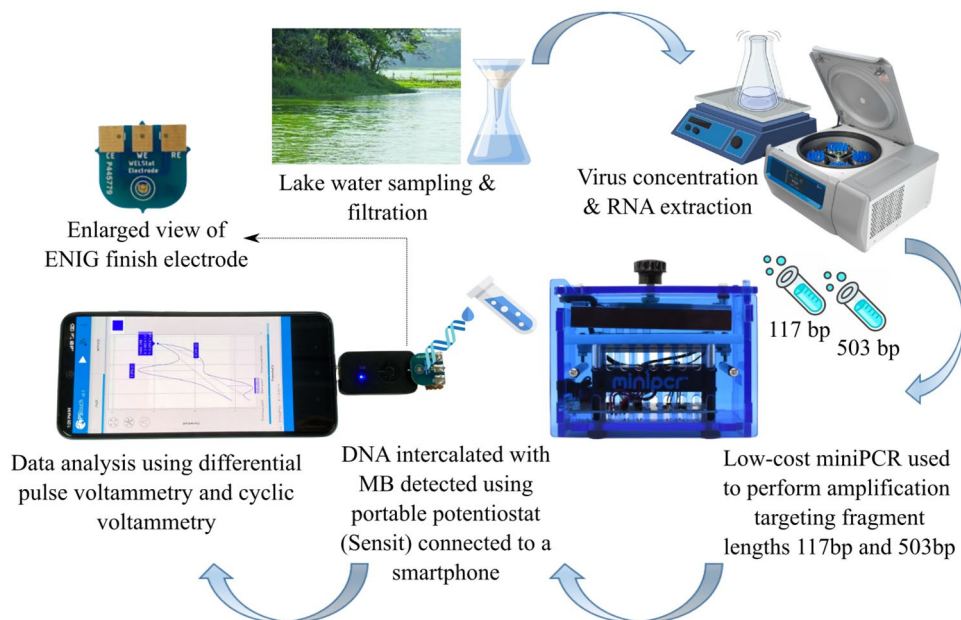 Lake water sampling &
filtration
Virus concentration
& RNA extraction
CE
WE
RE
P445779
WELStat
Electrode
Enlarged view of
ENIG finish electrode
117 bp
503 bp
minipcr
Data analysis using differential
pulse voltammetry and cyclic
voltammetry
DNA intercalated with
MB detected using
portable potentiostat
(Sensit) connected to a
smartphone
Low-cost miniPCR used
to perform amplification
targeting fragment
lengths 117bp and 503bp